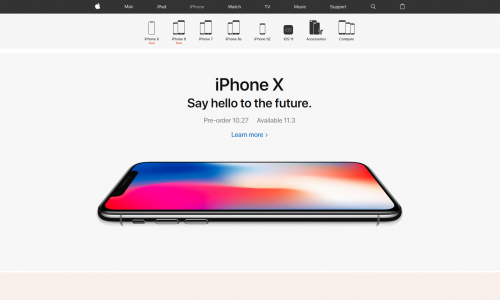 Mac iPad iPhone Watch TV Music Support
iPhone X iPhone 8 iPhone 7 iPhone 6s iPhone SE iOS 11 Accessories Compare
New New
iPhone X
Say hello to the future.
Pre-order 10.27 Available 11.3
Learn more >